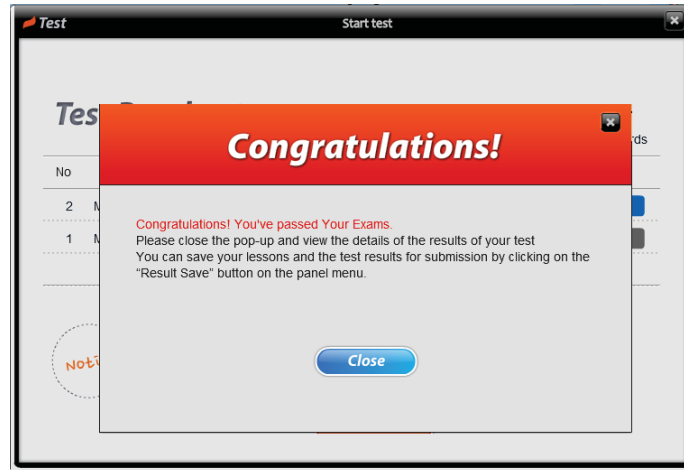 Test
Start test
Tes
Congratulations!
rds
No
2 M
1 M
Congratulations! You've passed Your Exams.
Please close the pop-up and view the details of the results of your test
You can save your lessons and the test results for submission by clicking on the
“Result Save” button on the panel menu.
Noti
Close